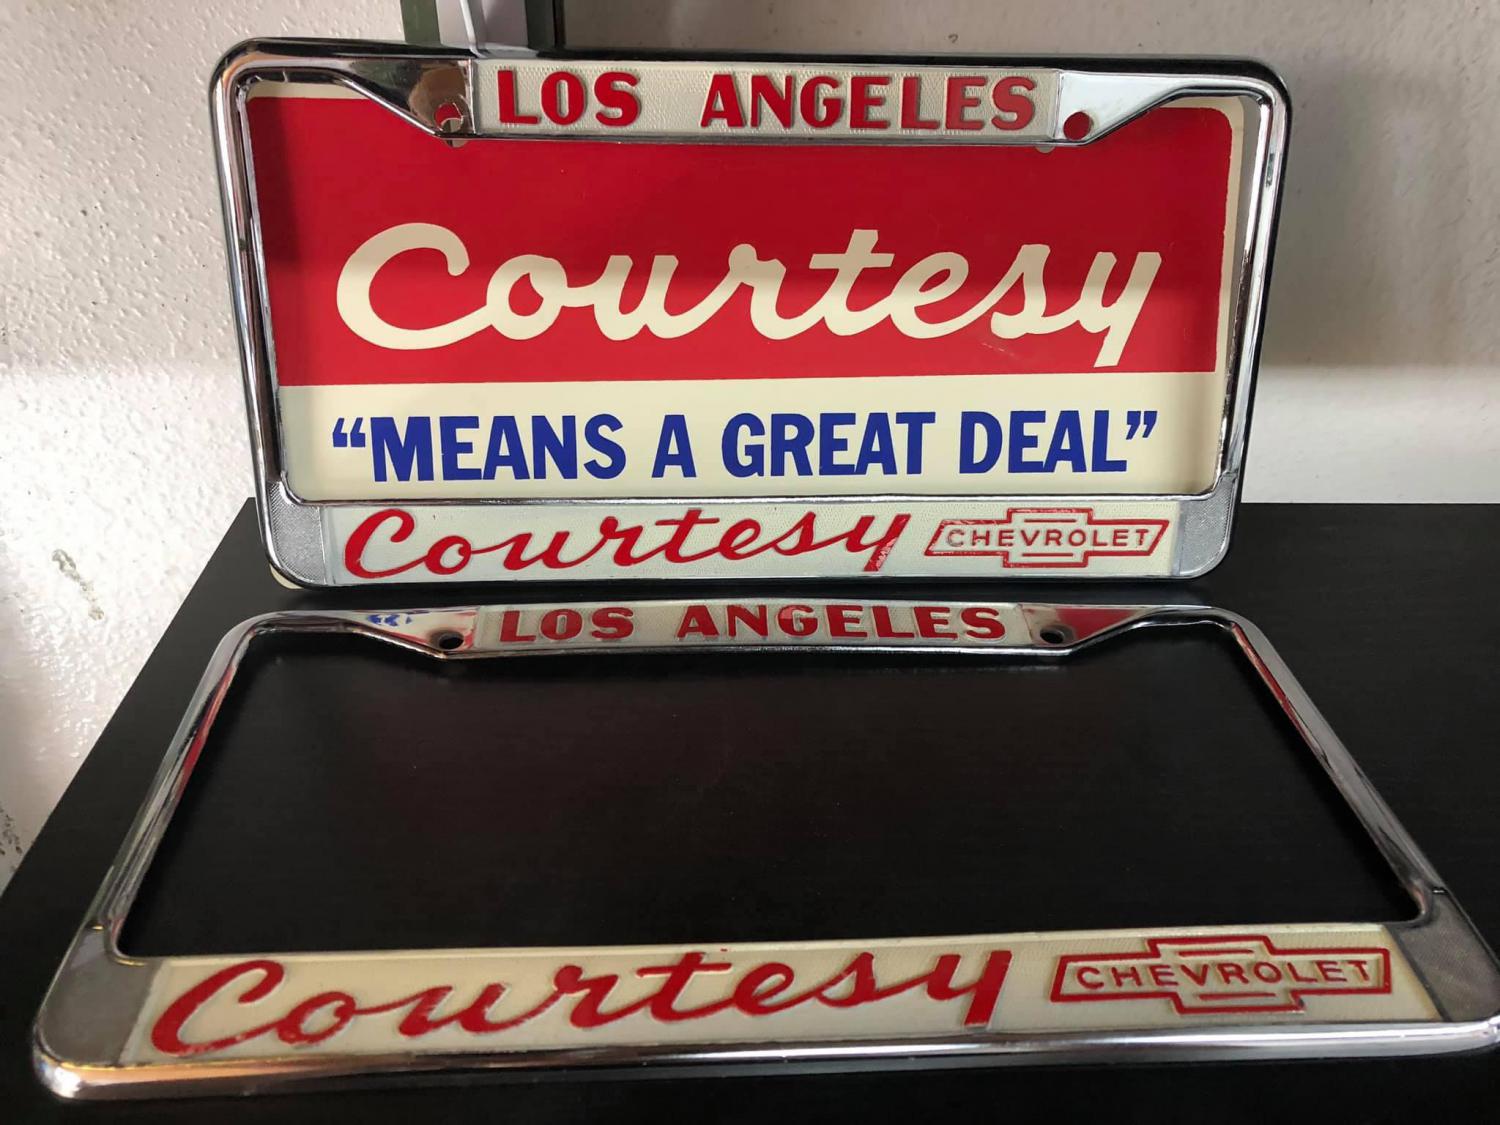 LOS ANGELES
Courtesy
“MEANS A GREAT DEAL”
Courtesy CHEVROLET
LOS ANGELES
Courtesy CHEVROLET